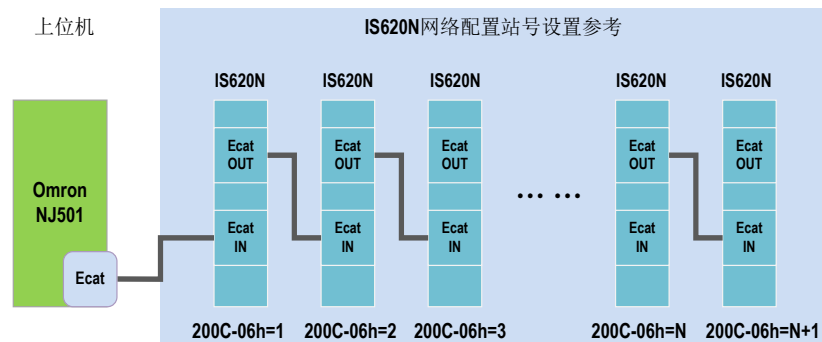 上位机
IS620N网络配置站号设置参考
IS620N
IS620N
IS620N
IS620N
IS620N
Omron
NJ501
Ecat
Ecat
OUT
Ecat
IN
Ecat
OUT
Ecat
IN
Ecat
OUT
Ecat
IN
… …
Ecat
OUT
Ecat
IN
Ecat
OUT
Ecat
IN
200C-06h=1
200C-06h=2
200C-06h=3
200C-06h=N
200C-06h=N+1